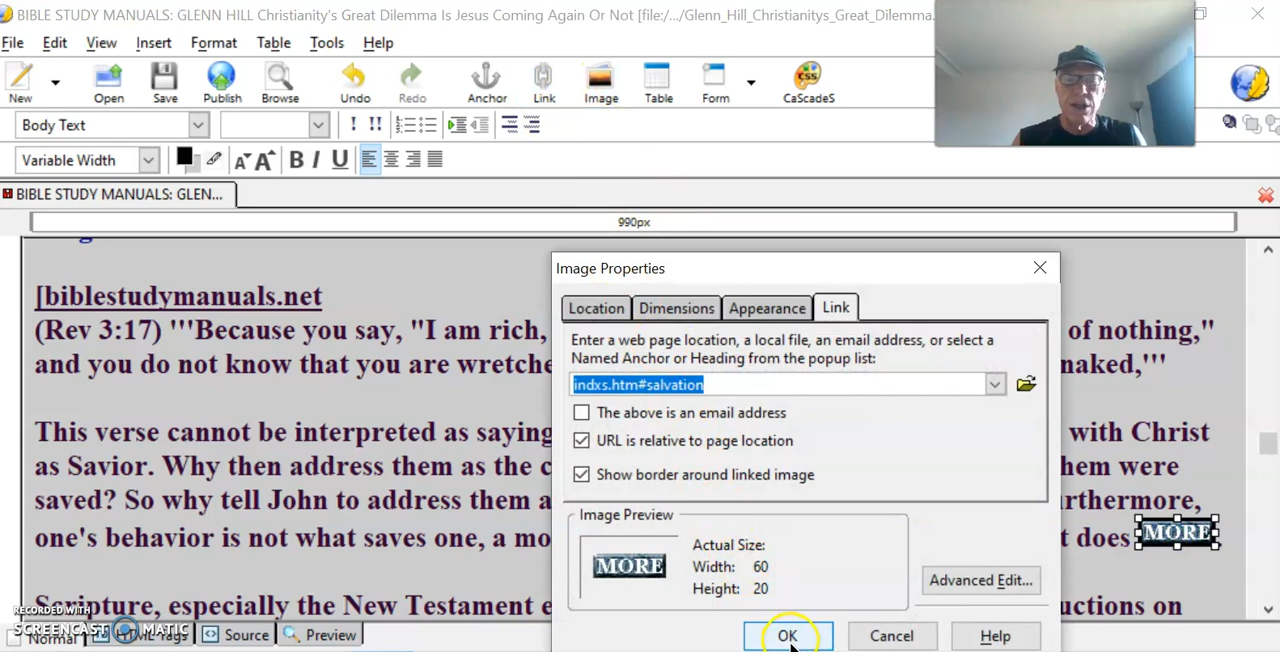 BIBLE STUDY MANUALS: GLENN HILL Christianity's Great Dilemma Is Jesus Coming Again Or Not [file:/.../Glenn_Hill_Christianitys_Great_Dilemma.
File Edit View Insert Format Table Tools Help
New Open Save Publish Browse Undo Redo Anchor Link Image Table Form CaScadeS
Body Text
Variable Width
BIBLE STUDY MANUALS: GLEN...
990px
[biblestudymanuals.net
(Rev 3:17) '''Because you say, "I am rich, of nothing,"
and you do not know that you are wretche naked,'''
This verse cannot be interpreted as saying with Christ
as Savior. Why then address them as the c hem were
saved? So why tell John to address them a rthermore,
one's behavior is not what saves one, a mo t does MORE
Scripture, especially the New Testament e uctions on
Image Properties
Location Dimensions Appearance Link
Enter a web page location, a local file, an email address, or select a
Named Anchor or Heading from the popup list:
indxs.htm#salvation
The above is an email address
URL is relative to page location
Show border around linked image
Image Preview
MORE
Actual Size:
Width: 60
Height: 20
Advanced Edit...
OK Cancel Help
RECORDED WITH
SCREENCAST MATIC
Normal HTML Tags Source Preview